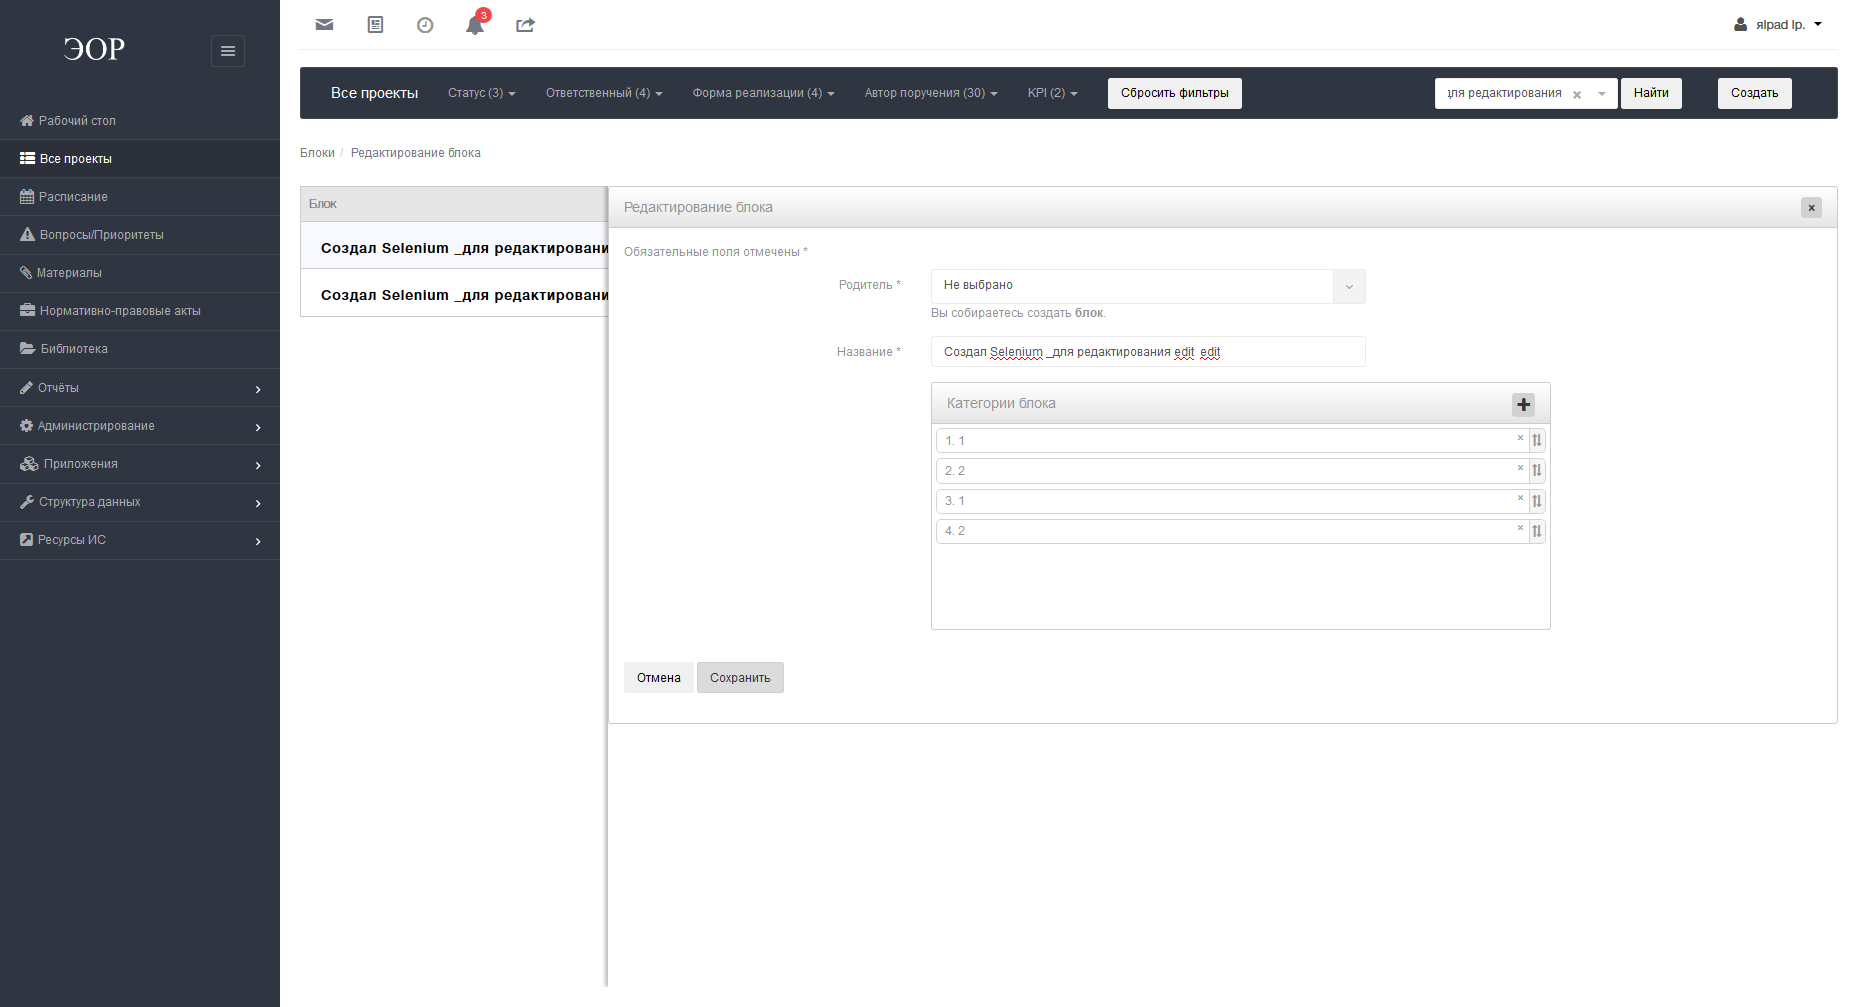 ЭОР
Рабочий стол
Все проекты
Расписание
Вопросы/Приоритеты
Материалы
Нормативно-правовые акты
Библиотека
Отчёты
Администрирование
Приложения
Структура данных
Ресурсы ИС
3
яIpad Ip.
Все проекты Статус (3) Ответственный (4) Форма реализации (4) Автор поручения (30) KPI (2) Сбросить фильтры для редактирования Найти Создать
Блоки / Редактирование блока
Блок
Создал Selenium _для редактировани
Создал Selenium _для редактировани
Редактирование блока
Обязательные поля отмечены *
Родитель * Не выбрано
Вы собираетесь создать блок.
Название * Создал Selenium _для редактирования edit edit
Категории блока
1. 1
2. 2
3. 1
4. 2
Отмена Сохранить